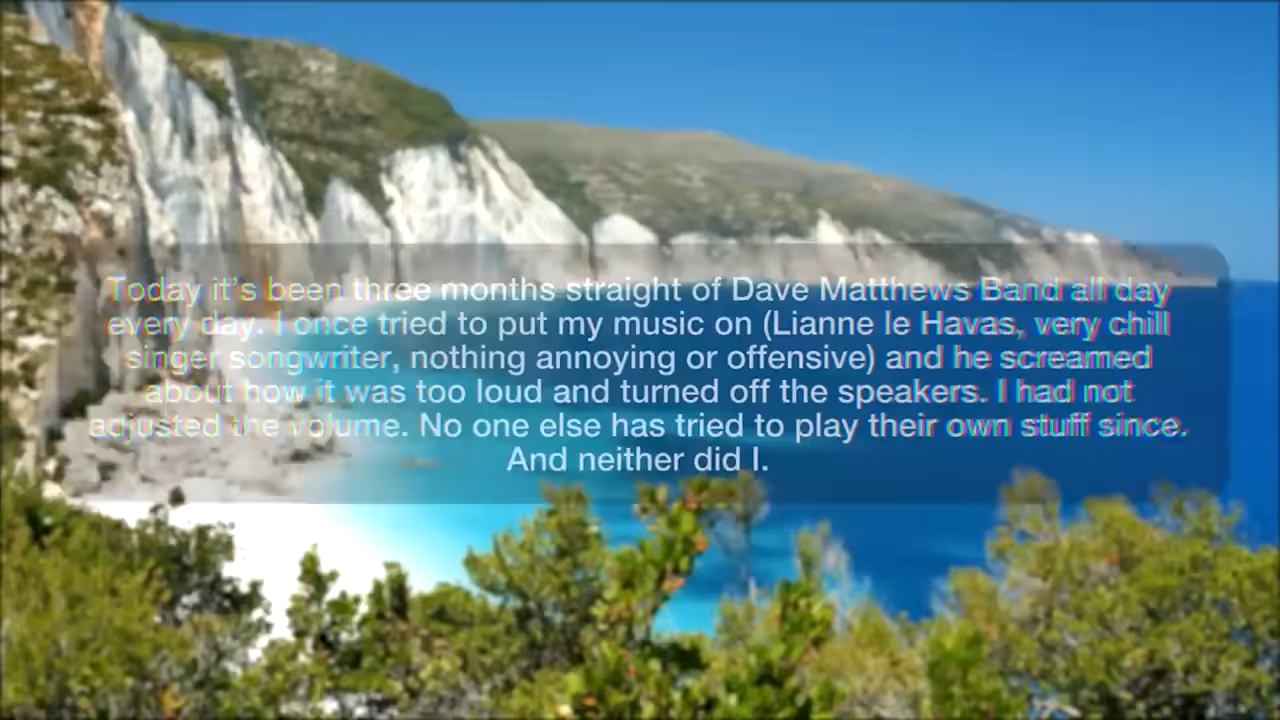 Today it's been three months straight of Dave Matthews Band all day
every day. I once tried to put my music on (Lianne le Havas, very chill
singer songwriter, nothing annoying or offensive) and he screamed
about how it was too loud and turned off the speakers. I had not
adjusted the volume. No one else has tried to play their own stuff since.
And neither did I.